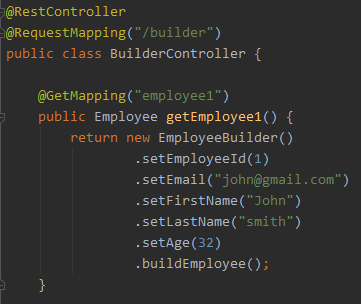 @RestController
@RequestMapping("/builder")
public class BuilderController {
@GetMapping("employee1")
public Employee getEmployee1() {
return new EmployeeBuilder()
.setEmployeeId(1)
.setEmail("john@gmail.com")
.setFirstName("John")
.setLastName("smith")
.setAge(32)
.buildEmployee();
}